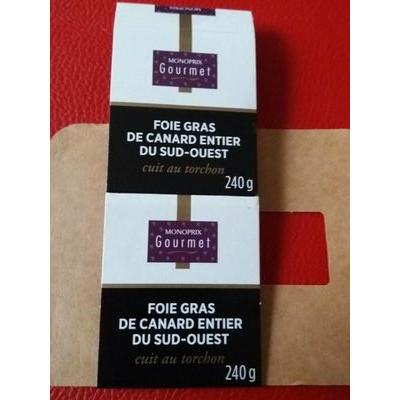 MONOPRIX
Gourmet
FOIE GRAS
DE CANARD ENTIER
DU SUD-OUEST
cuit au torchon
240 g
MONOPRIX
Gourmet
FOIE GRAS
DE CANARD ENTIER
DU SUD-OUEST
cuit au torchon
240 g